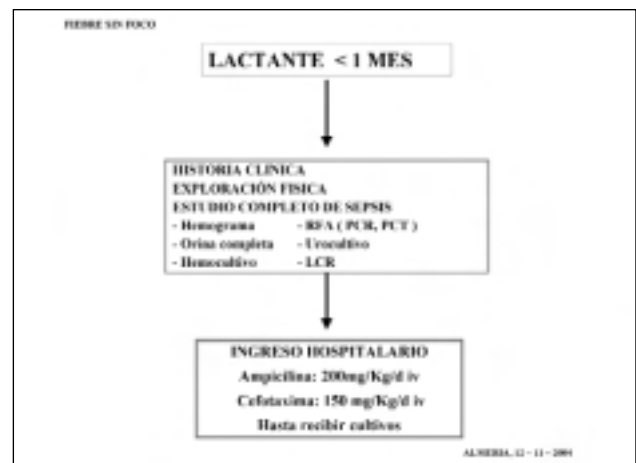 FIEBRE SIN FOCO
LACTANTE < 1 MES
HISTORIA CLINICA
EXPLORACIÓN FISICA
ESTUDIO COMPLETO DE SEPSIS
- Hemograma - RFA ( PCR, PCT )
- Orina completa - Urocultivo
- Hemocultivo - LCR
INGRESO HOSPITALARIO
Ampicilina: 200mg/Kg/d iv
Cefotaxima: 150 mg/Kg/d iv
Hasta recibir cultivos
ALMERIA, 12 - 11 - 2004